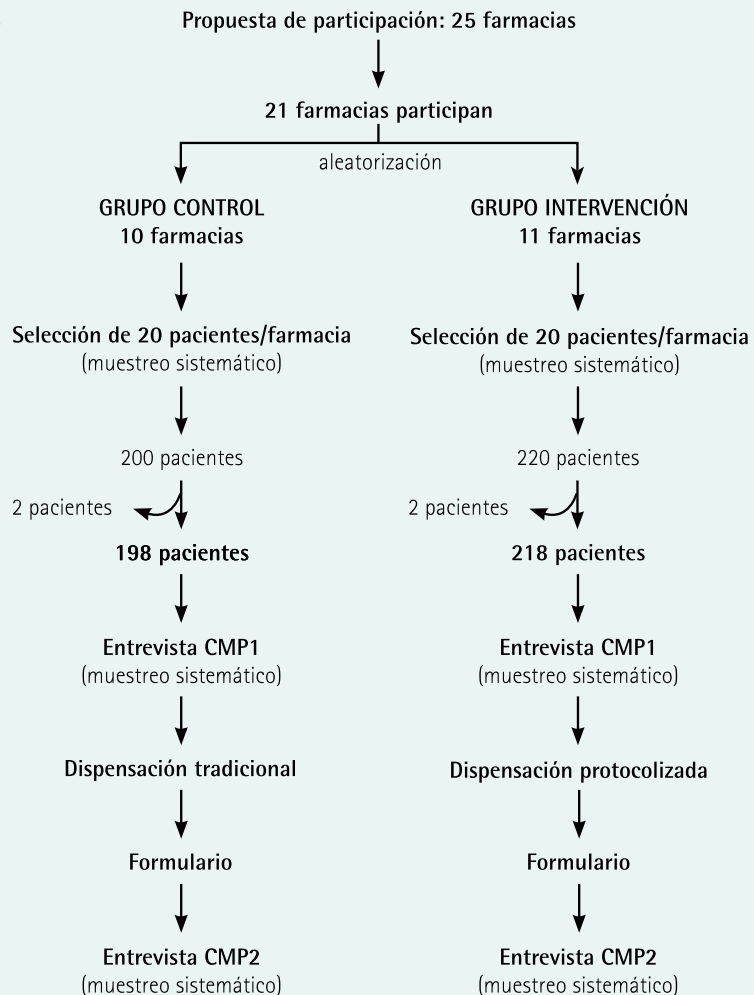 Propuesta de participación: 25 farmacias
21 farmacias participan
aleatorización
GRUPO CONTROL
10 farmacias
GRUPO INTERVENCIÓN
11 farmacias
Selección de 20 pacientes/farmacia
(muestreo sistemático)
Selección de 20 pacientes/farmacia
(muestreo sistemático)
200 pacientes
220 pacientes
2 pacientes
2 pacientes
198 pacientes
218 pacientes
Entrevista CMP1
(muestreo sistemático)
Entrevista CMP1
(muestreo sistemático)
Dispensación tradicional
Dispensación protocolizada
Formulario
Formulario
Entrevista CMP2
(muestreo sistemático)
Entrevista CMP2
(muestreo sistemático)